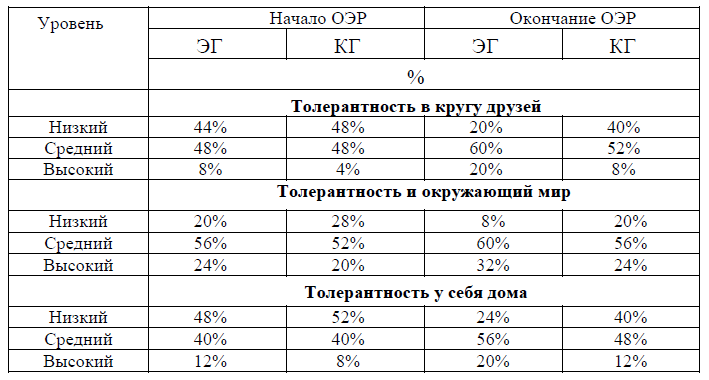 Уровень Начало ОЭР Окончание ОЭР
ЭГ КГ ЭГ КГ
%
Толерантность в кругу друзей
Низкий 44% 48% 20% 40%
Средний 48% 48% 60% 52%
Высокий 8% 4% 20% 8%
Толерантность и окружающий мир
Низкий 20% 28% 8% 20%
Средний 56% 52% 60% 56%
Высокий 24% 20% 32% 24%
Толерантность у себя дома
Низкий 48% 52% 24% 40%
Средний 40% 40% 56% 48%
Высокий 12% 8% 20% 12%